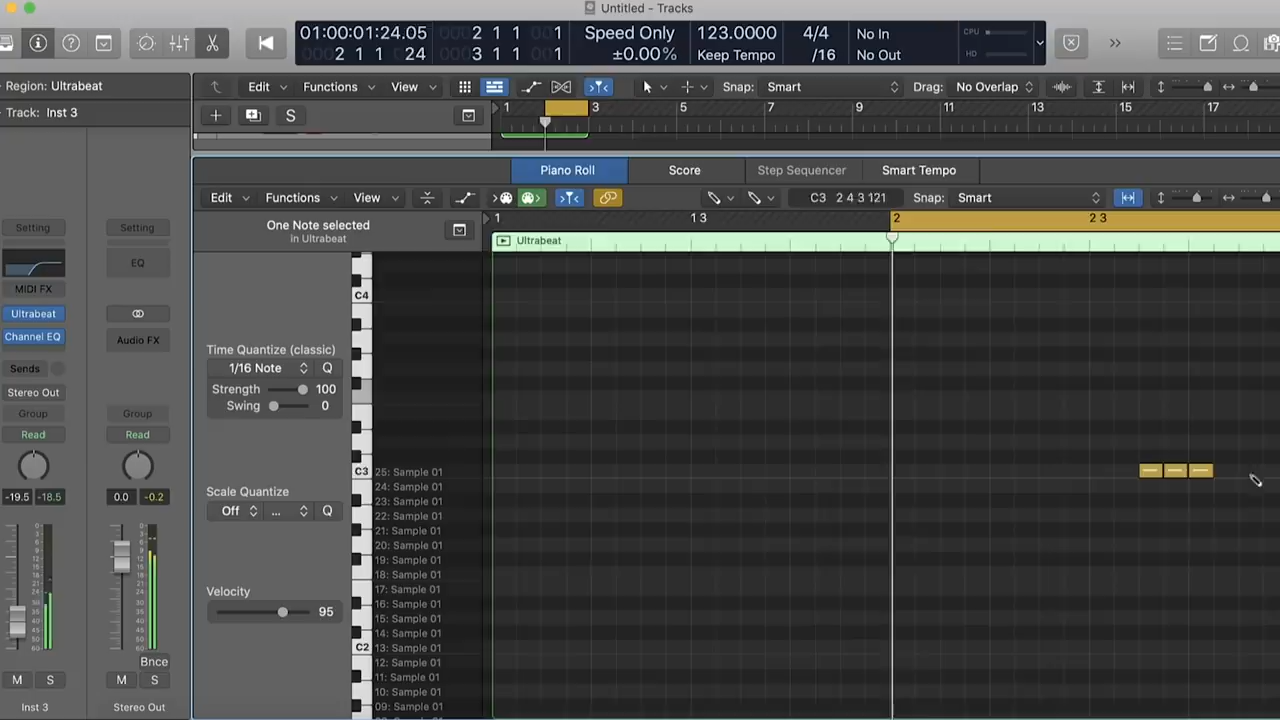 Untitled - Tracks
01:00:01:24.05
2 1 1 24
2 1 1 1
3 1 1 1
Speed Only
±0.00%
123.0000
Keep Tempo
4/4
/16
No In
No Out
CPU
HD
Region: Ultrabeat
Edit
Functions
View
Snap:
Smart
Drag:
No Overlap
Track: Inst 3
S
1
3
5
7
9
11
13
15
17
Piano Roll
Score
Step Sequencer
Smart Tempo
Edit
Functions
View
C3 2 4 3 121
Snap:
Smart
One Note selected
in Ultrabeat
1
1 3
2
2 3
Ultrabeat
Setting
Setting
EQ
MIDI FX
Ultrabeat
Channel EQ
Audio FX
Sends
Stereo Out
Group
Group
Read
Read
-19.5
-18.5
0.0
-0.2
Bnce
M
S
M
S
Inst 3
Stereo Out
Time Quantize (classic)
1/16 Note
Q
Strength
100
Swing
0
Scale Quantize
Off
...
Q
Velocity
95
C4
C3
C2
25: Sample 01
24: Sample 01
23: Sample 01
22: Sample 01
21: Sample 01
20: Sample 01
19: Sample 01
18: Sample 01
17: Sample 01
16: Sample 01
15: Sample 01
14: Sample 01
13: Sample 01
12: Sample 01
11: Sample 01
10: Sample 01
09: Sample 01